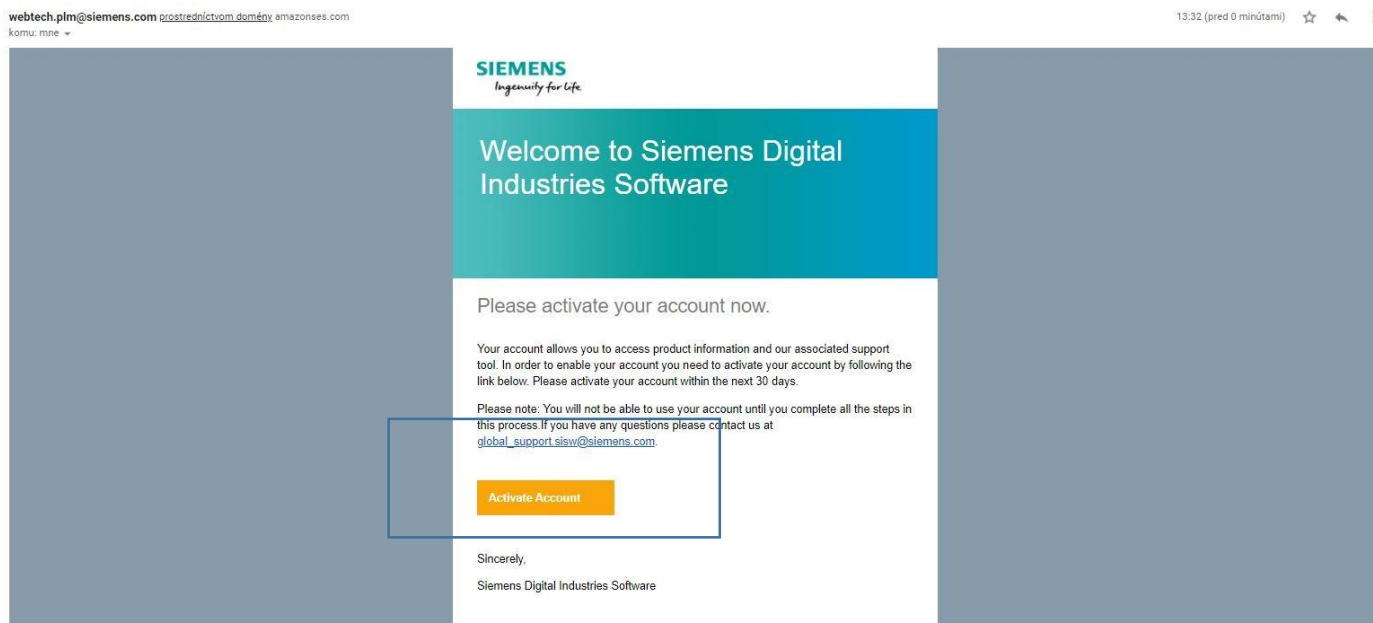 webtech.plm@siemens.com prostredníctvom domény amazonses.com
13:32 (pred 0 minútami)
komu: mne
SIEMENS
Ingenuity for life
Welcome to Siemens Digital
Industries Software
Please activate your account now.
Your account allows you to access product information and our associated support
tool. In order to enable your account you need to activate your account by following the
link below. Please activate your account within the next 30 days.
Please note: You will not be able to use your account until you complete all the steps in
this process.If you have any questions please contact us at
global_support.sisw@siemens.com.
Activate Account
Sincerely,
Siemens Digital Industries Software